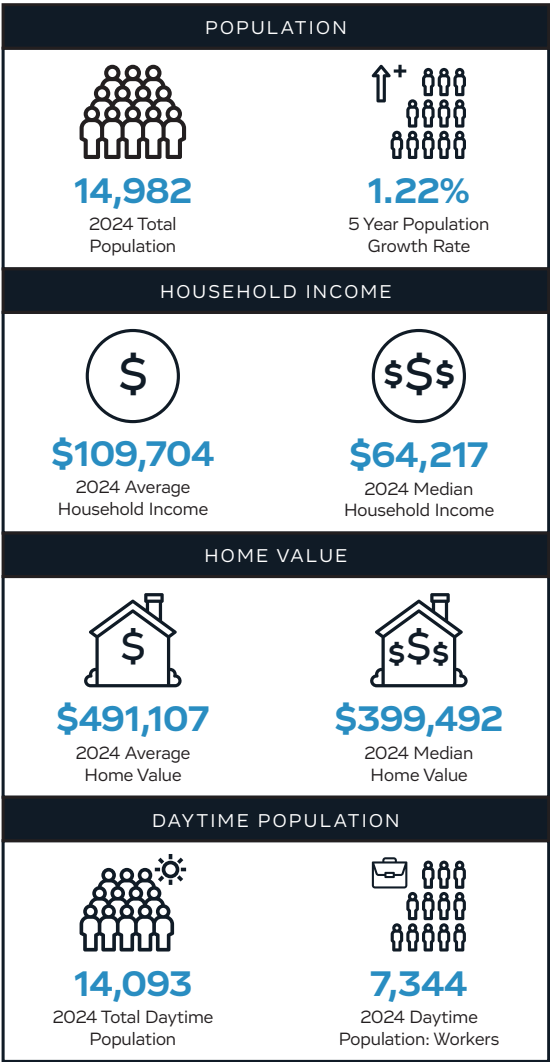 POPULATION
14,982
2024 Total
Population
1.22%
5 Year Population
Growth Rate
HOUSEHOLD INCOME
$
$109,704
2024 Average
Household Income
$$$
$64,217
2024 Median
Household Income
HOME VALUE
$
$491,107
2024 Average
Home Value
$$$
$399,492
2024 Median
Home Value
DAYTIME POPULATION
14,093
2024 Total Daytime
Population
7,344
2024 Daytime
Population: Workers